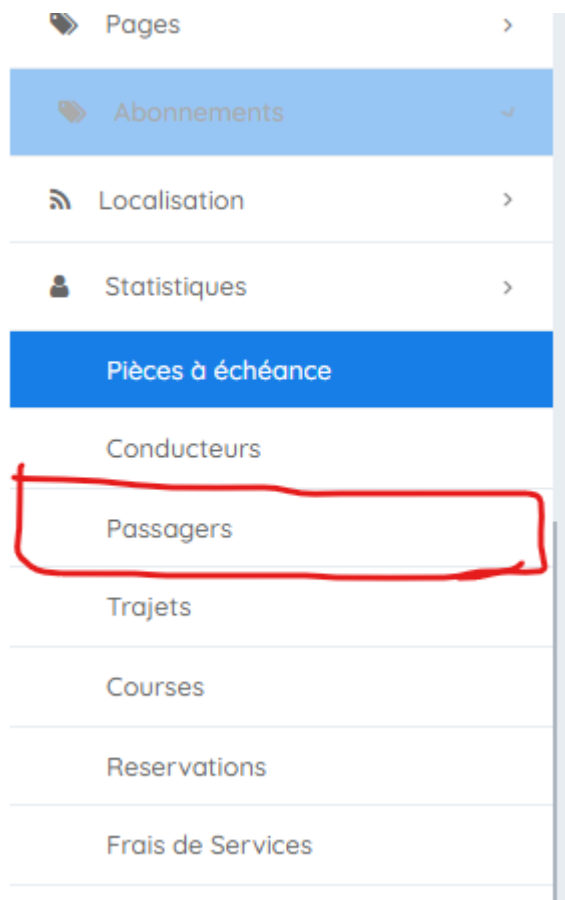 Pages
Abonnements
Localisation
Statistiques
Pièces à échéance
Conducteurs
Passagers
Trajets
Courses
Reservations
Frais de Services